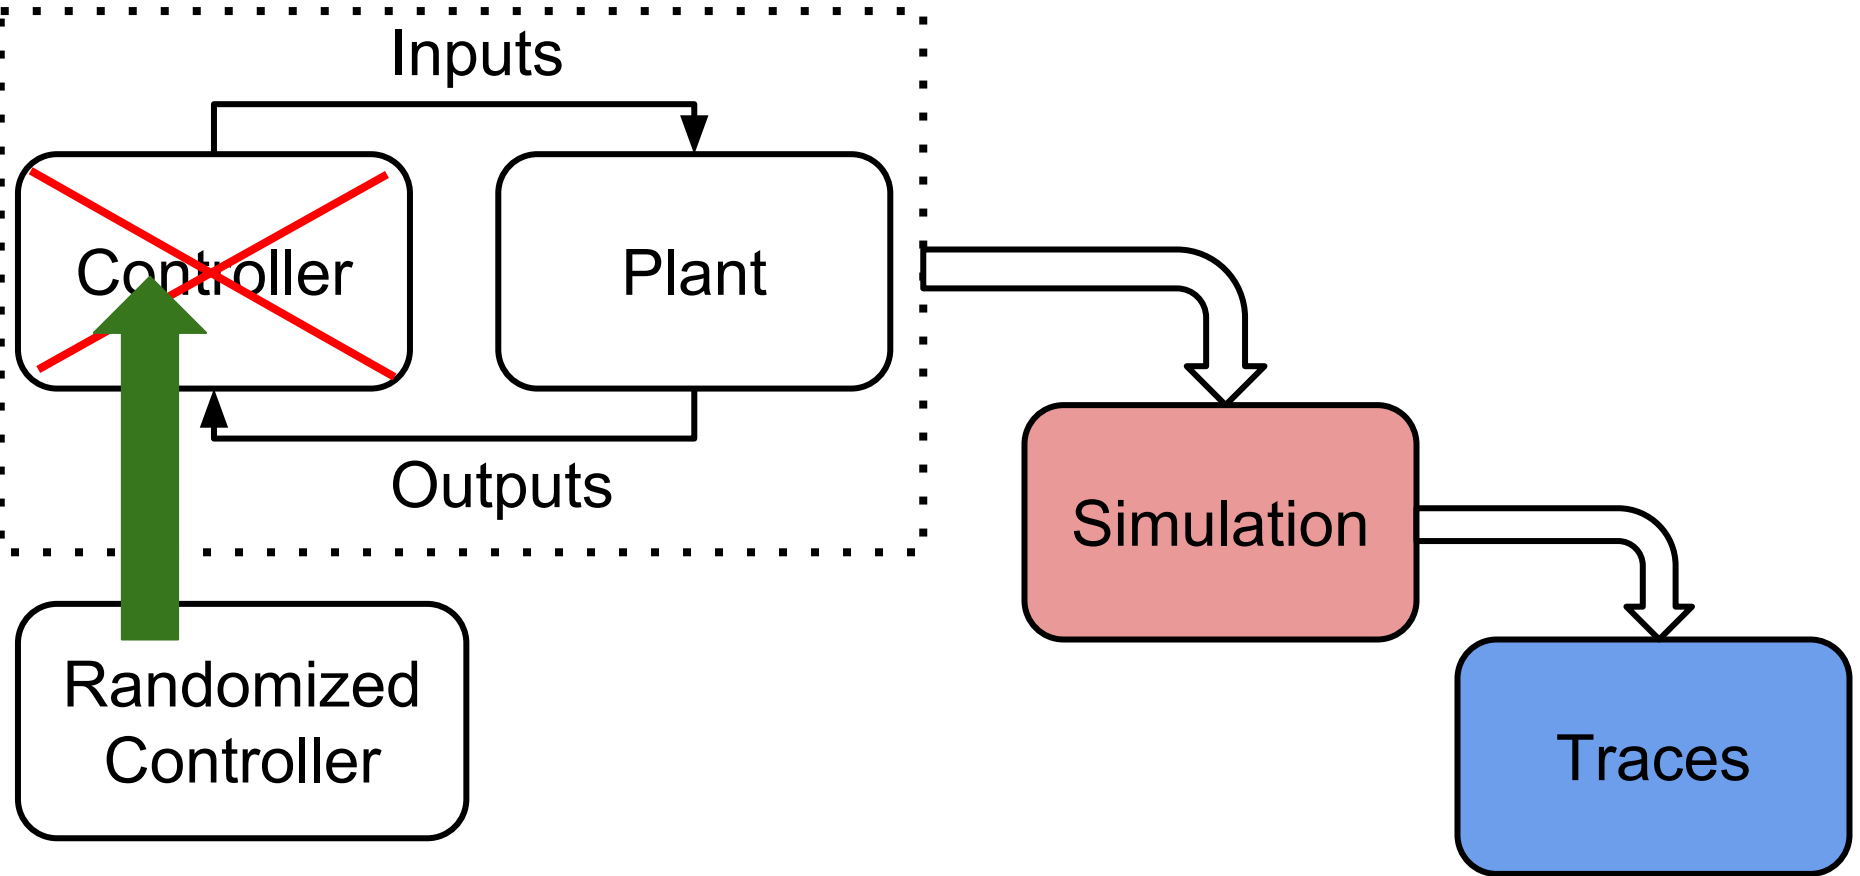 Inputs
Controller
Plant
Outputs
Simulation
Randomized
Controller
Traces